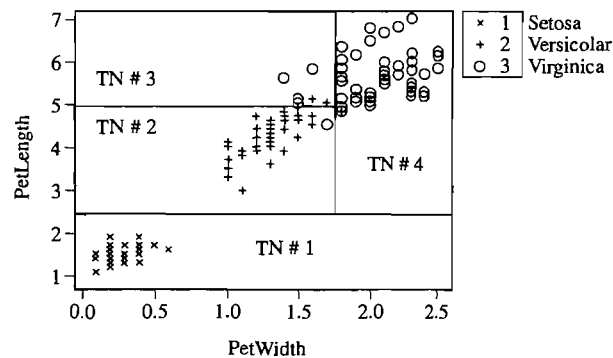 7
6
5
4
3
2
1
PetLength
TN # 3
TN # 2
TN # 4
TN # 1
0.0 0.5 1.0 1.5 2.0 2.5
PetWidth
× 1 Setosa
+ 2 Versicolar
○ 3 Virginica